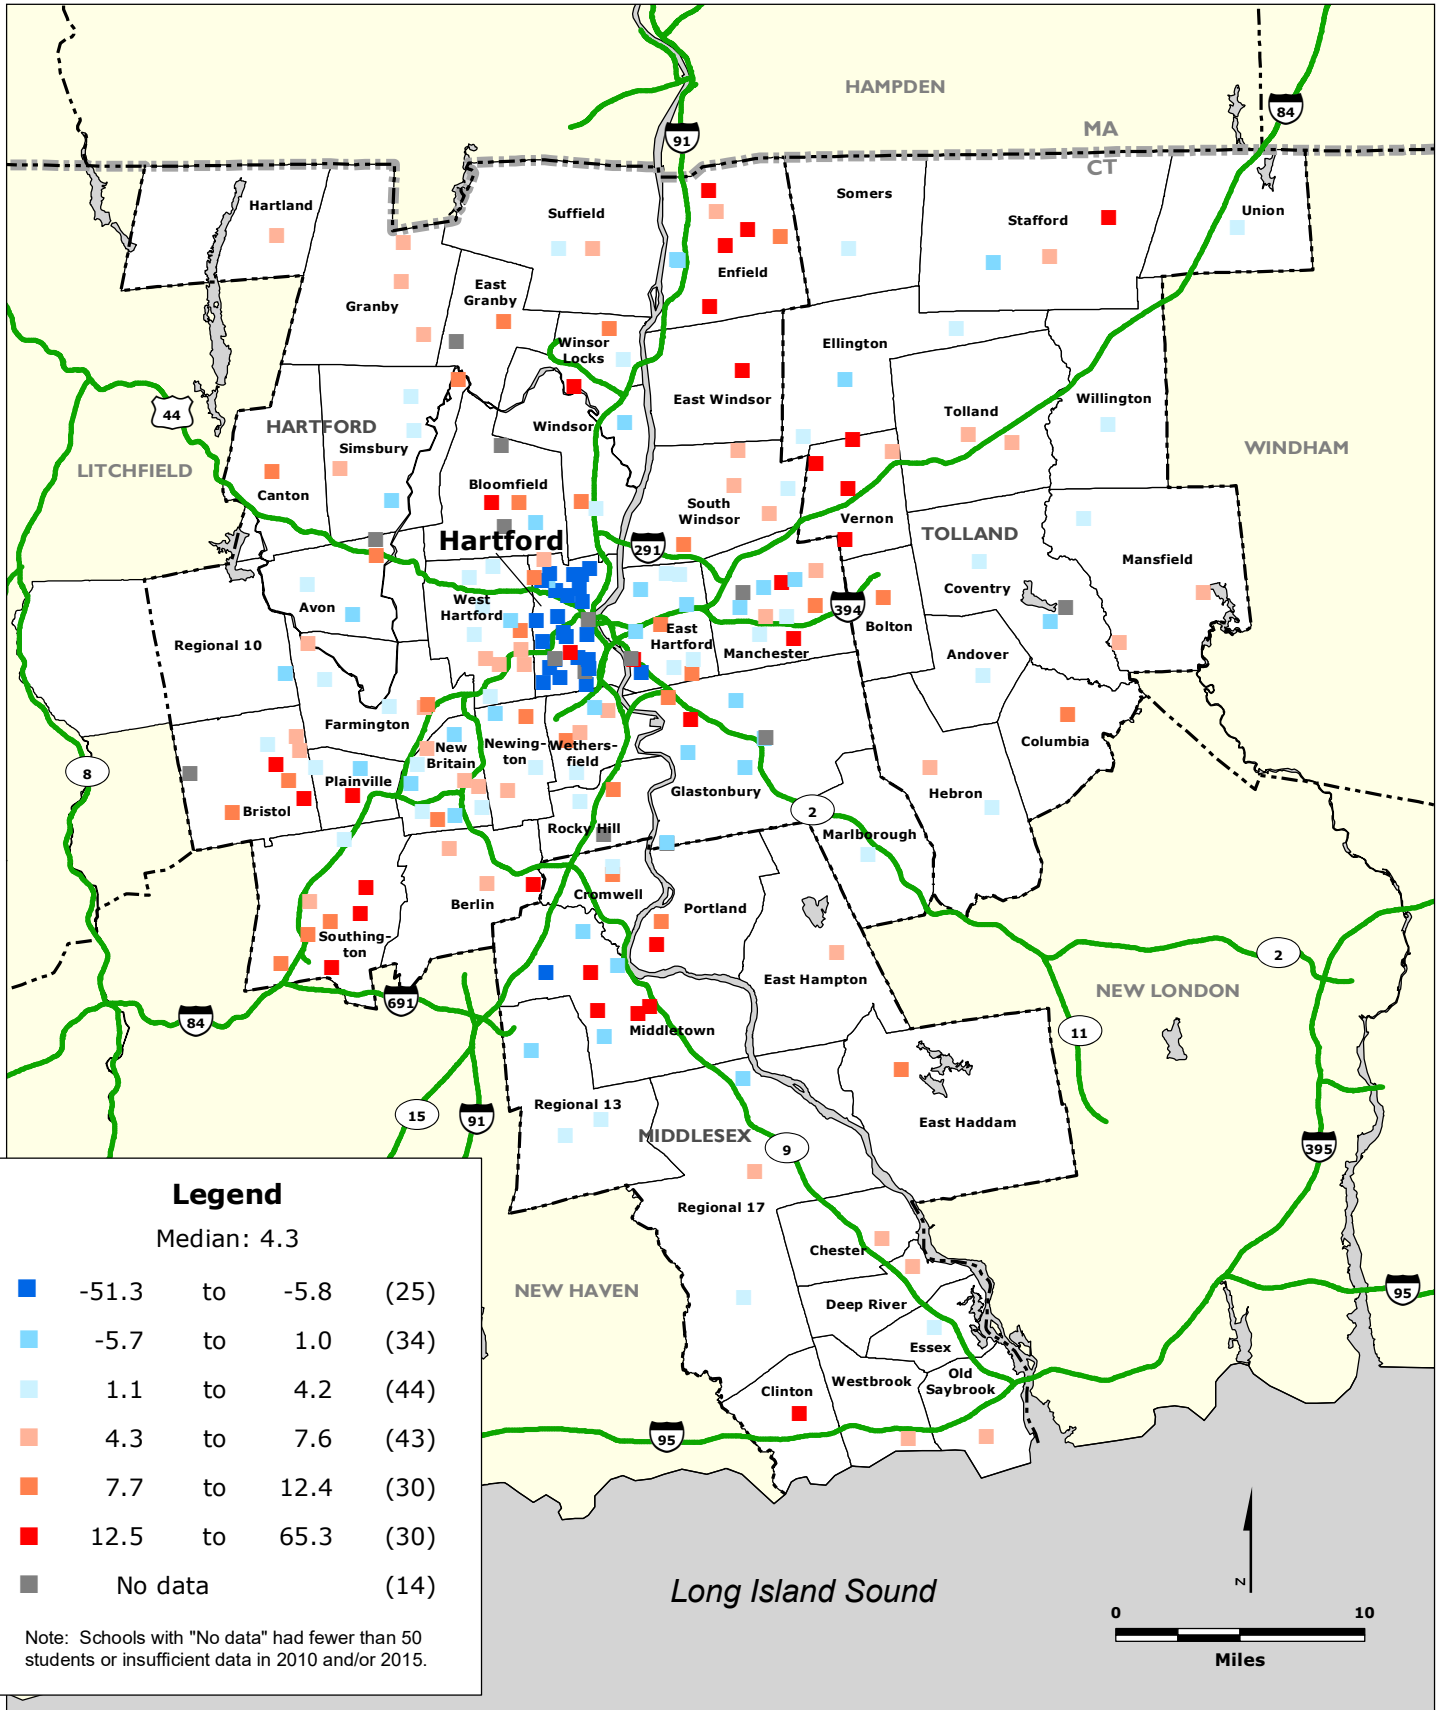 HAMPDEN
84
91
MA
CT
Somers
Hartland
Suffield
Stafford
Union
Enfield
East
Granby
Granby
Winsor
Locks
Ellington
44
HARTFORD
Simsbury
Windsor
East Windsor
Tolland
Willington
LITCHFIELD
WINDHAM
Canton
Bloomfield
South
Windsor
Vernon
Hartford
291
TOLLAND
Mansfield
Avon
West
Hartford
Coventry
394
Regional 10
East
Hartford
Manchester
Bolton
Andover
Farmington
New
Britain
Newing-
ton
Wethers-
field
Columbia
8
Plainville
Bristol
Glastonbury
Hebron
2
Rocky Hill
Marlborough
Berlin
Cromwell
Portland
Southing-
ton
East Hampton
2
691
84
NEW LONDON
Middletown
11
15
91
Regional 13
MIDDLESEX
East Haddam
9
395
Regional 17
Chester
NEW HAVEN
Deep River
95
Essex
Clinton
Westbrook
Old
Saybrook
95
Legend
Median: 4.3
-51.3 to -5.8 (25)
-5.7 to 1.0 (34)
1.1 to 4.2 (44)
4.3 to 7.6 (43)
7.7 to 12.4 (30)
12.5 to 65.3 (30)
No data (14)
Note: Schools with "No data" had fewer than 50
students or insufficient data in 2010 and/or 2015.
Long Island Sound
N
0 10
Miles